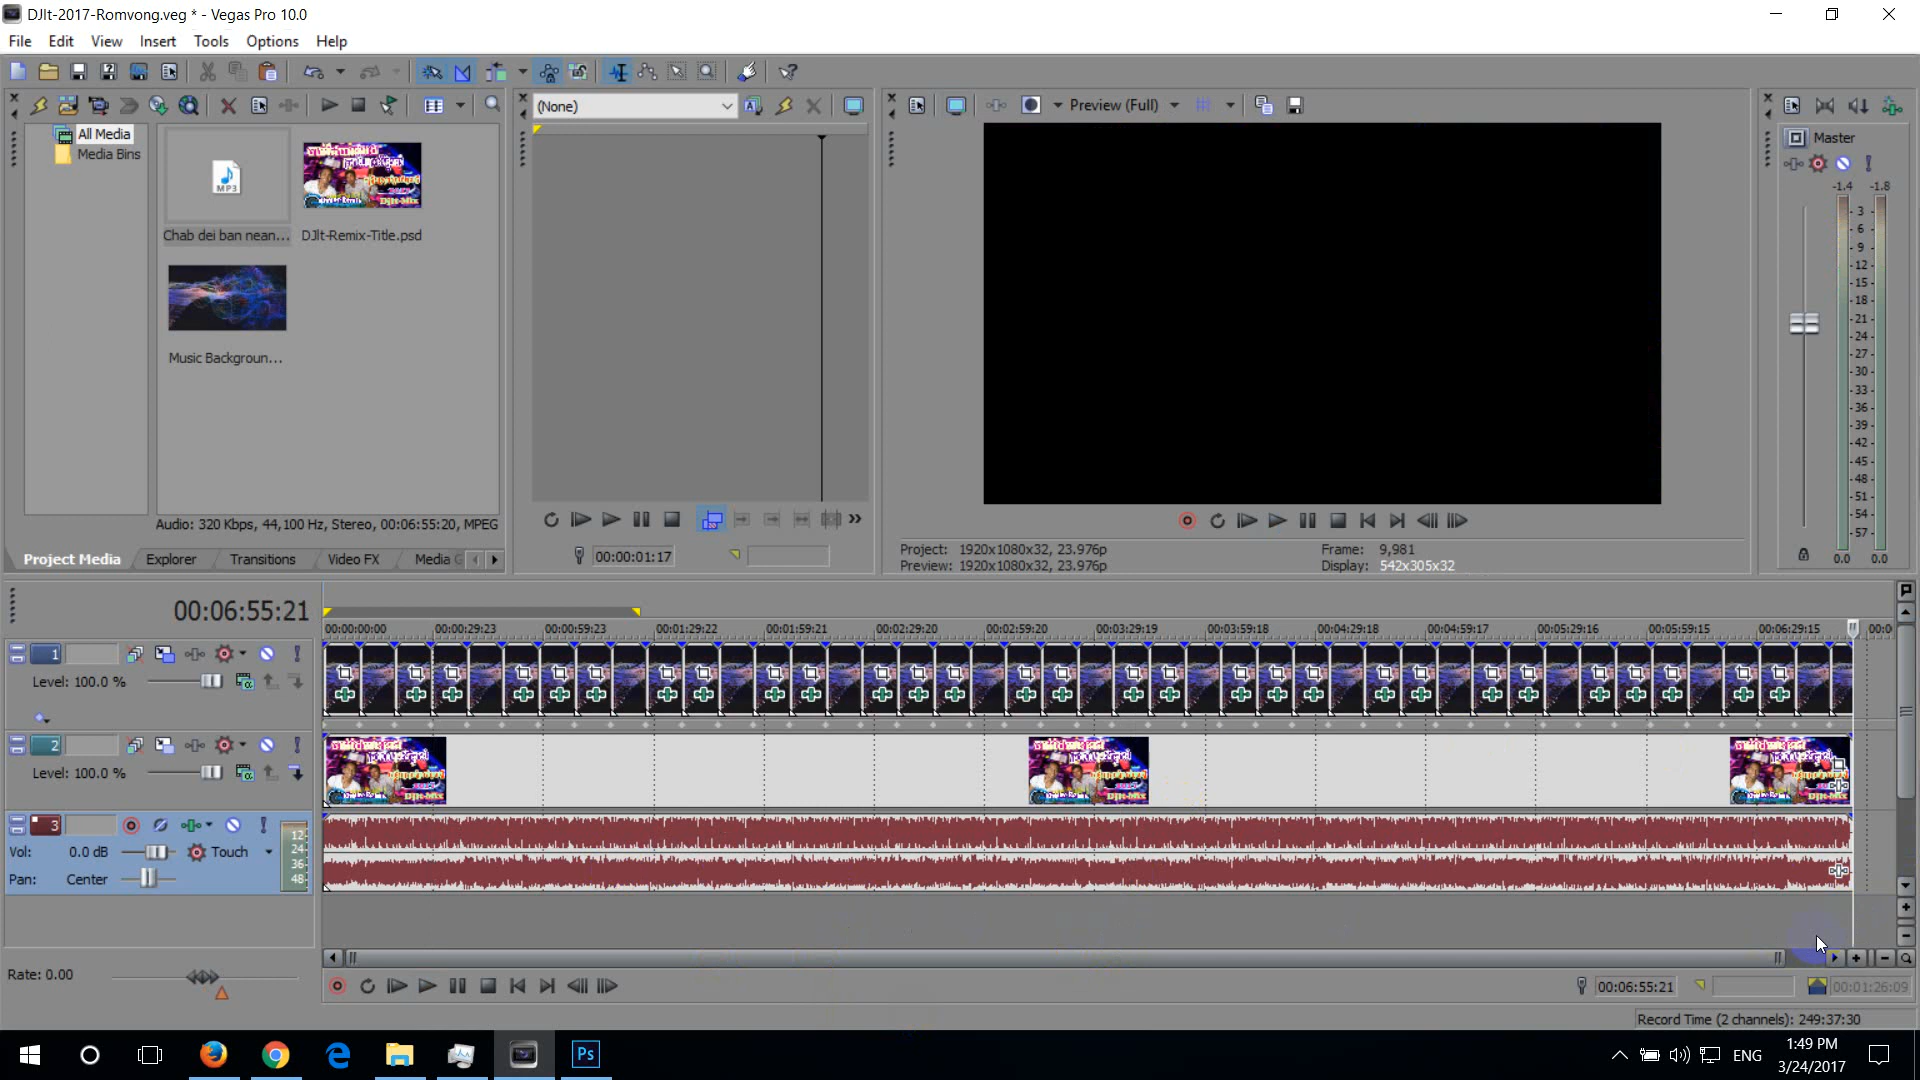 DJIt-2017-Romvong.veg * - Vegas Pro 10.0
File Edit View Insert Tools Options Help
(None)
Preview (Full)
All Media
Media Bins
MP3
Chab dei ban nean...
DJIt-Remix-Title.psd
Music Backgroun...
Audio: 320 Kbps, 44,100 Hz, Stereo, 00:06:55:20, MPEG
Project Media Explorer Transitions Video FX Media G
00:00:01:17
Project: 1920x1080x32, 23.976p
Preview: 1920x1080x32, 23.976p
Frame: 9,981
Display: 542x305x32
Master
-1.4 -1.8
- 3 -
- 6 -
- 9 -
-12-
-15-
-18-
-21-
-24-
-27-
-30-
-33-
-36-
-39-
-42-
-45-
-48-
-51-
-54-
-57-
0.0 0.0
00:06:55:21
00:00:00:00 00:00:29:23 00:00:59:23 00:01:29:22 00:01:59:21 00:02:29:20 00:02:59:20 00:03:29:19 00:03:59:18 00:04:29:18 00:04:59:17 00:05:29:16 00:05:59:15 00:06:29:15 00:0
1
Level: 100.0 %
2
Level: 100.0 %
3
Vol: 0.0 dB Touch
Pan: Center
12-
24-
36-
48-
Rate: 0.00
00:06:55:21
00:01:26:09
Record Time (2 channels): 249:37:30
Ps
ENG
1:49 PM
3/24/2017